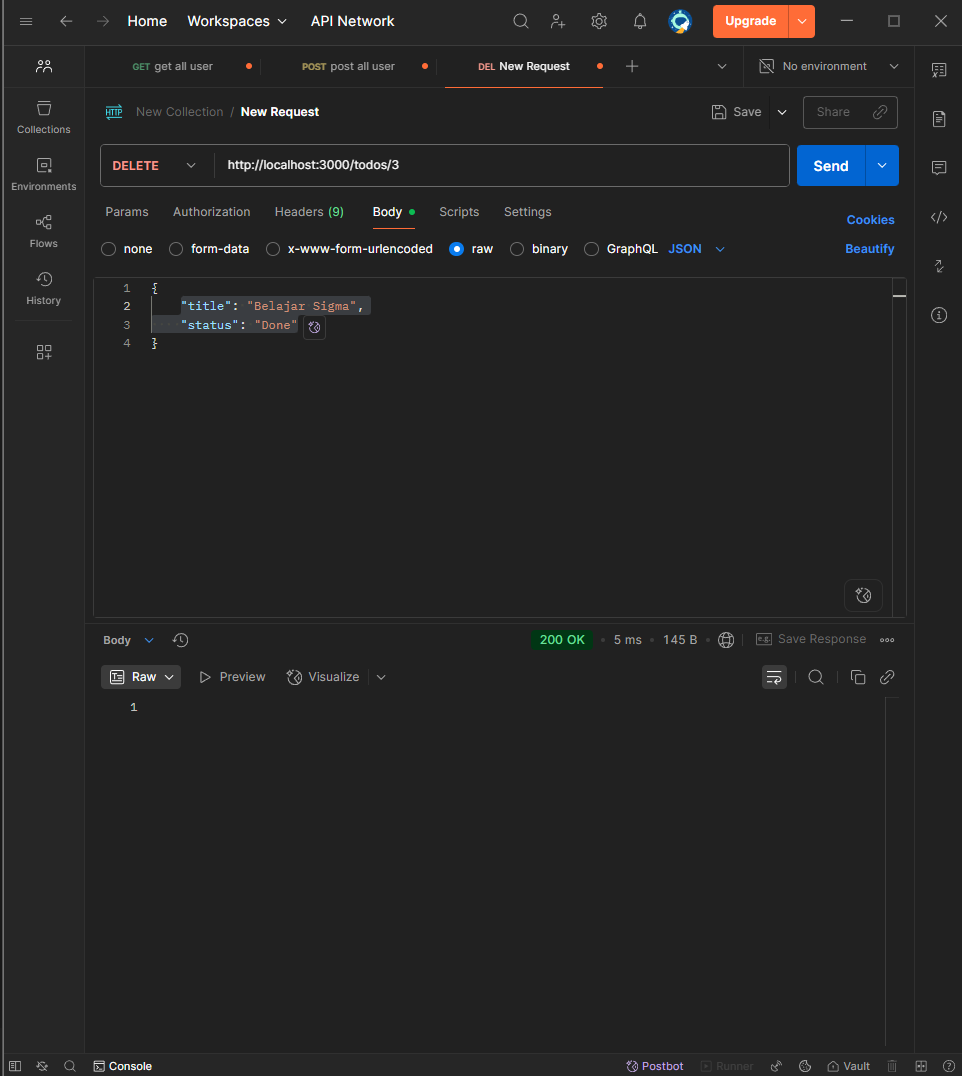 Home Workspaces API Network Upgrade
GET get all user POST post all user DEL New Request No environment
HTTP New Collection / New Request Save Share
Collections
Environments
Flows
History
DELETE http://localhost:3000/todos/3 Send
Params Authorization Headers (9) Body Scripts Settings Cookies
none form-data x-www-form-urlencoded raw binary GraphQL JSON Beautify
1 {
2 "title": "Belajar Sigma",
3 "status": "Done"
4 }
Body 200 OK 5 ms 145 B e.g. Save Response
Raw Preview Visualize
1
Console Postbot Runner Vault